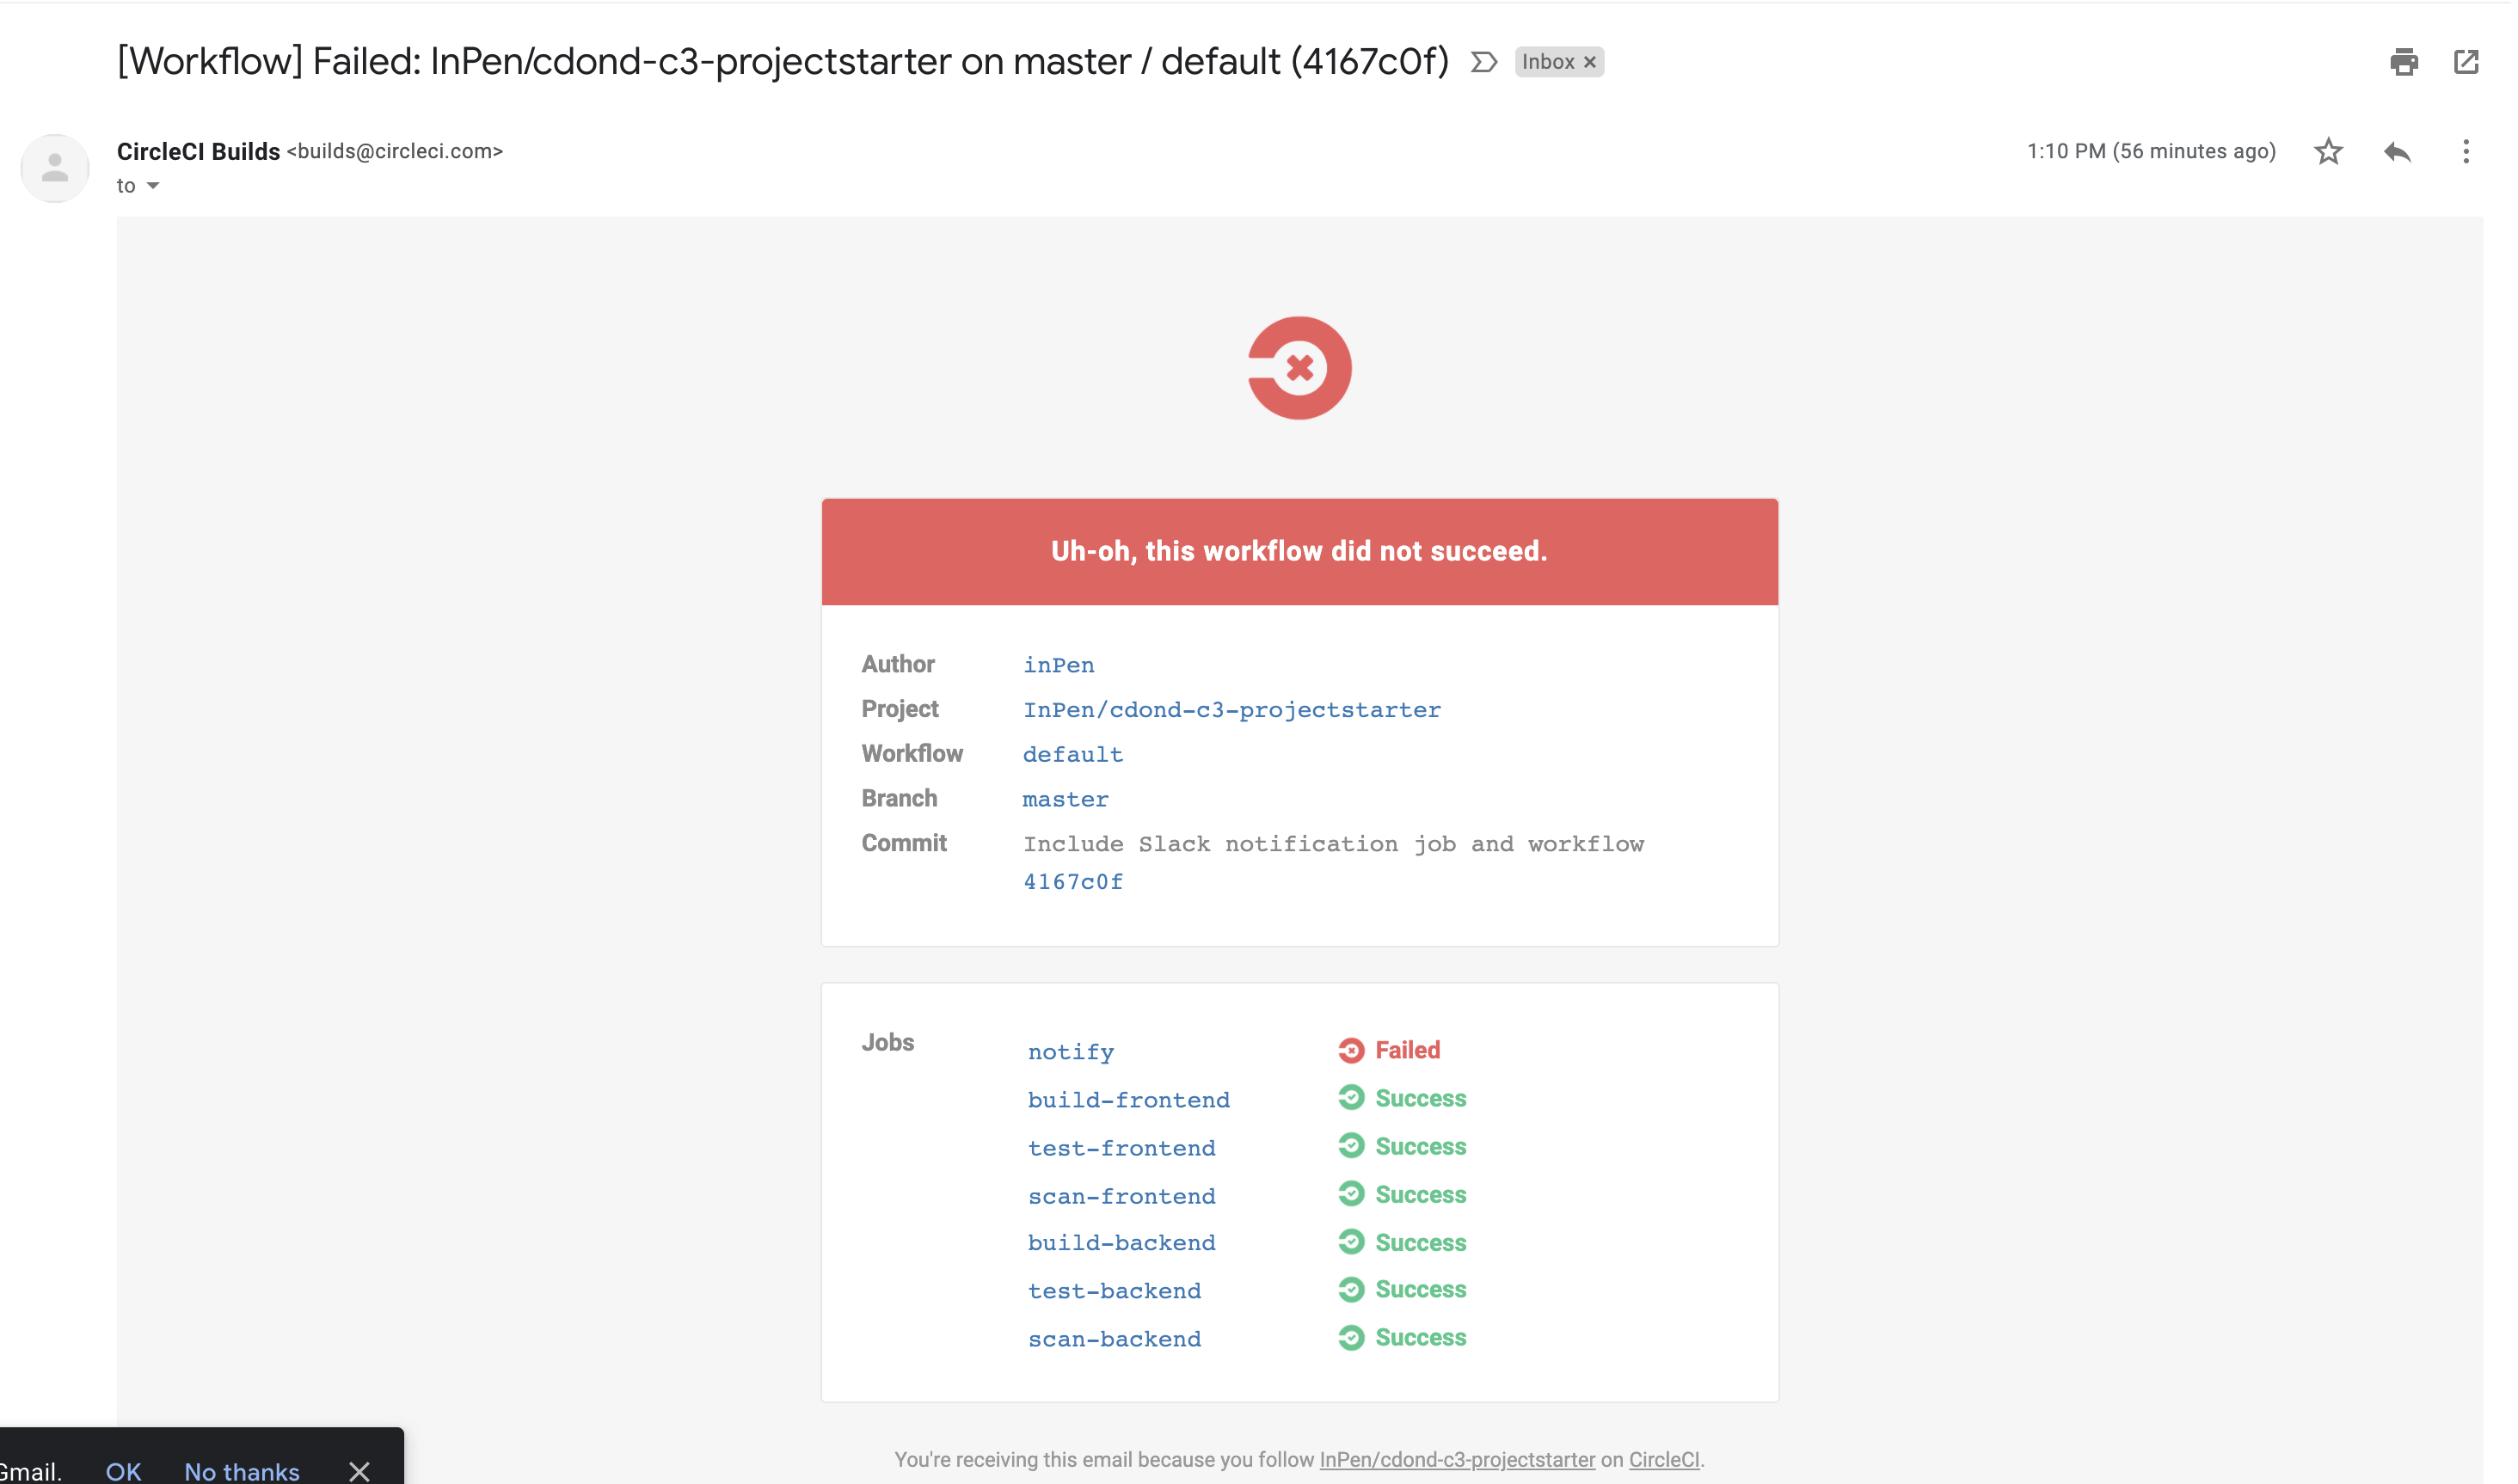 [Workflow] Failed: InPen/cdond-c3-projectstarter on master / default (4167c0f) Inbox ×
CircleCI Builds <builds@circleci.com> 1:10 PM (56 minutes ago)
to
Uh-oh, this workflow did not succeed.
Author inPen
Project InPen/cdond-c3-projectstarter
Workflow default
Branch master
Commit Include Slack notification job and workflow
4167c0f
Jobs notify Failed
build-frontend Success
test-frontend Success
scan-frontend Success
build-backend Success
test-backend Success
scan-backend Success
You're receiving this email because you follow InPen/cdond-c3-projectstarter on CircleCI.
Gmail. OK No thanks